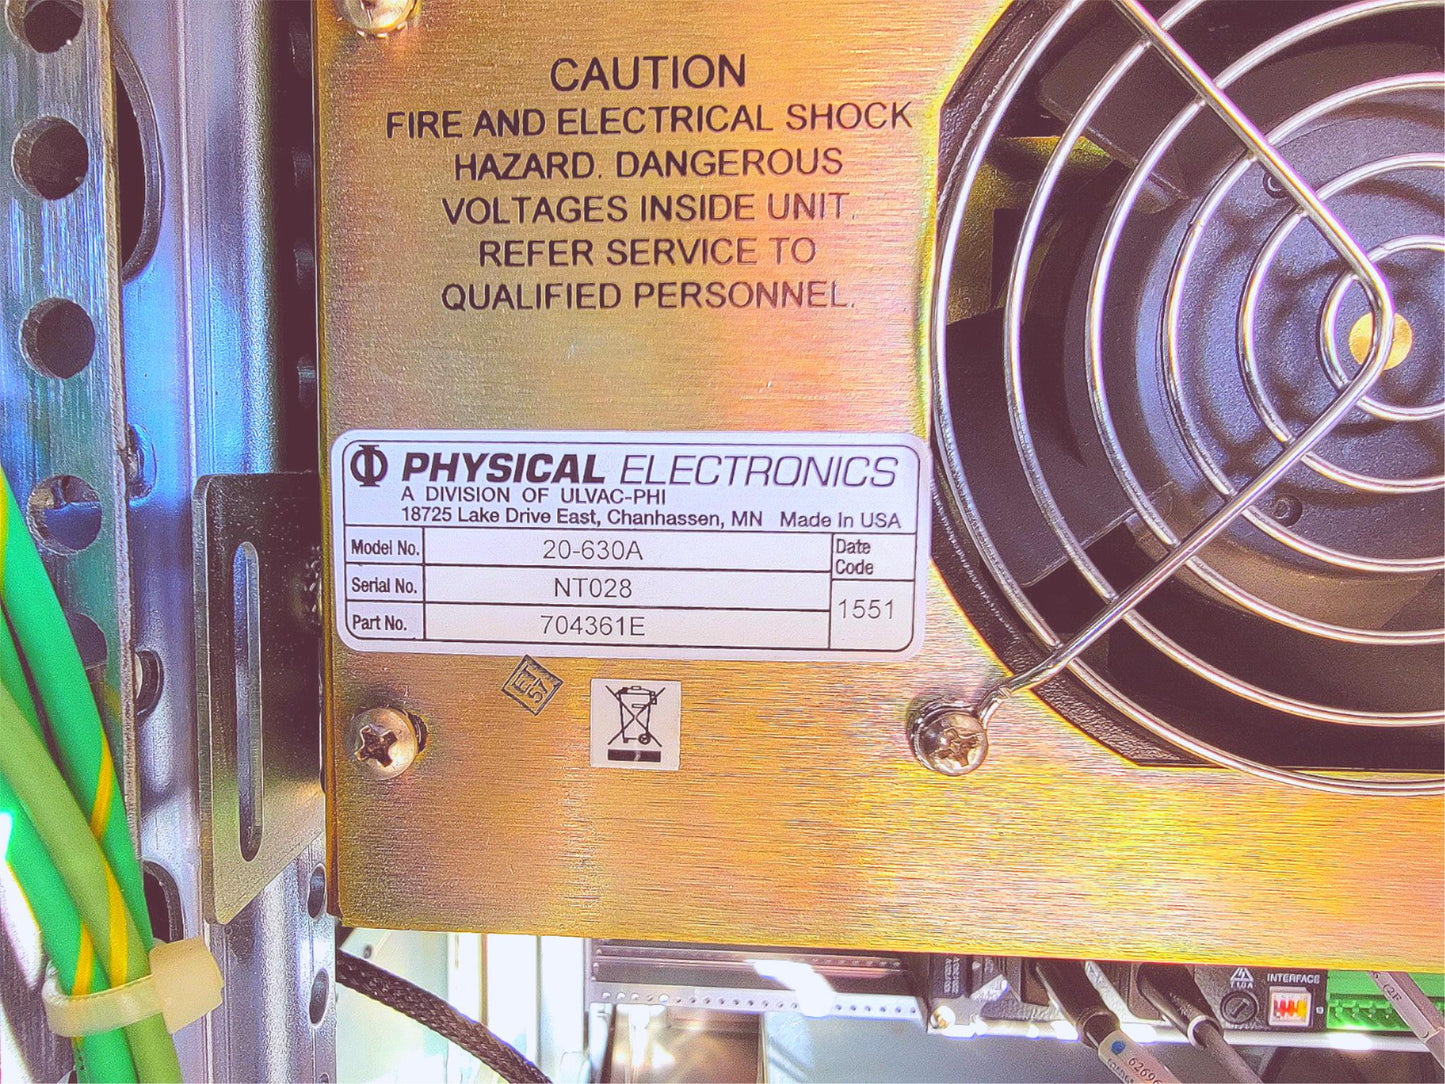 CAUTION
FIRE AND ELECTRICAL SHOCK
HAZARD. DANGEROUS
VOLTAGES INSIDE UNIT.
REFER SERVICE TO
QUALIFIED PERSONNEL.
PHYSICAL ELECTRONICS
A DIVISION OF ULVAC-PHI
18725 Lake Drive East, Chanhassen, MN Made In USA
Model No. 20-630A
Serial No. NT028
Part No. 704361E
Date
Code
1551
INTERFACE